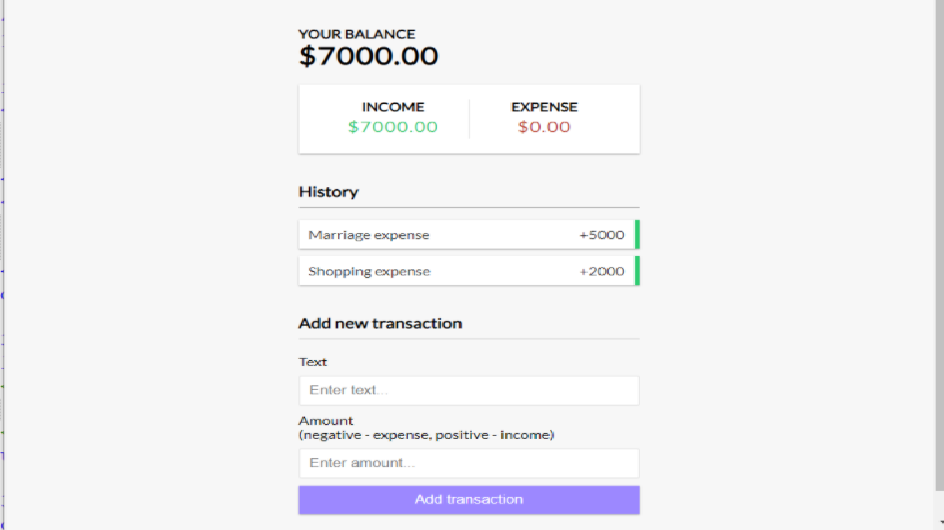 YOUR BALANCE
$7000.00
INCOME EXPENSE
$7000.00 $0.00
History
Marriage expense +5000
Shopping expense +2000
Add new transaction
Text
Enter text...
Amount
(negative - expense, positive - income)
Enter amount...
Add transaction